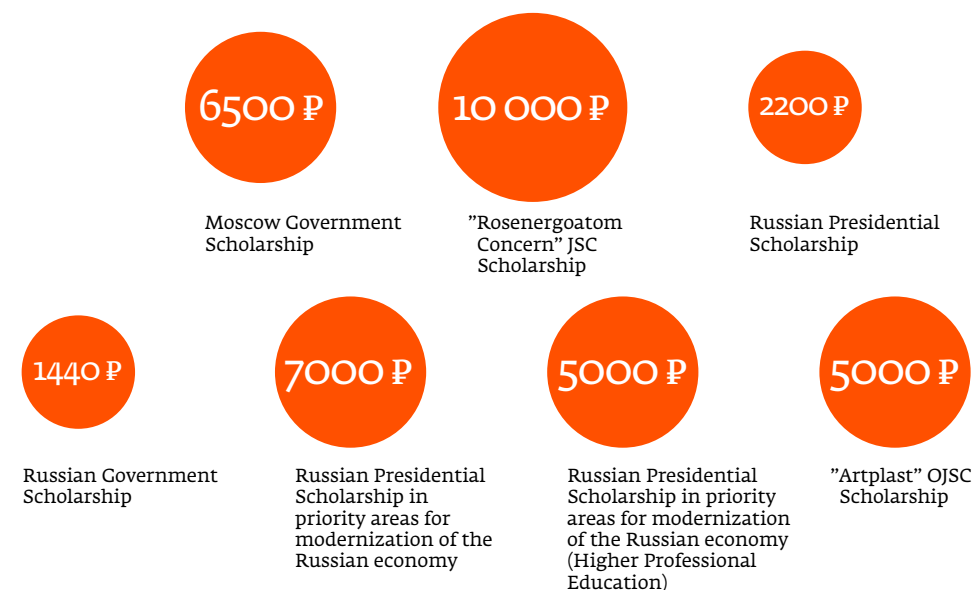 6500 ₽
10 000 ₽
2200 ₽
Moscow Government
Scholarship
”Rosenergoatom
Concern” JSC
Scholarship
Russian Presidential
Scholarship
1440 ₽
7000 ₽
5000 ₽
5000 ₽
Russian Government
Scholarship
Russian Presidential
Scholarship in
priority areas for
modernization of the
Russian economy
Russian Presidential
Scholarship in priority
areas for modernization
of the Russian economy
(Higher Professional
Education)
”Artplast” OJSC
Scholarship